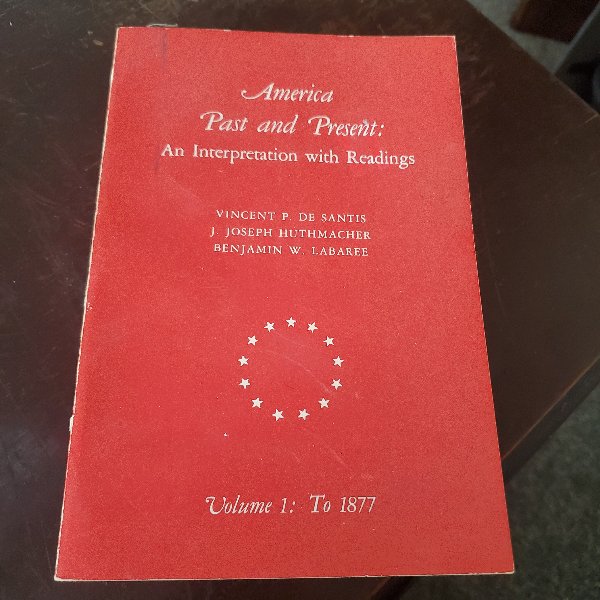 America
Past and Present:
An Interpretation with Readings
VINCENT P. DE SANTIS
J. JOSEPH HUTHMACHER
BENJAMIN W. LABAREE
Volume 1: To 1877